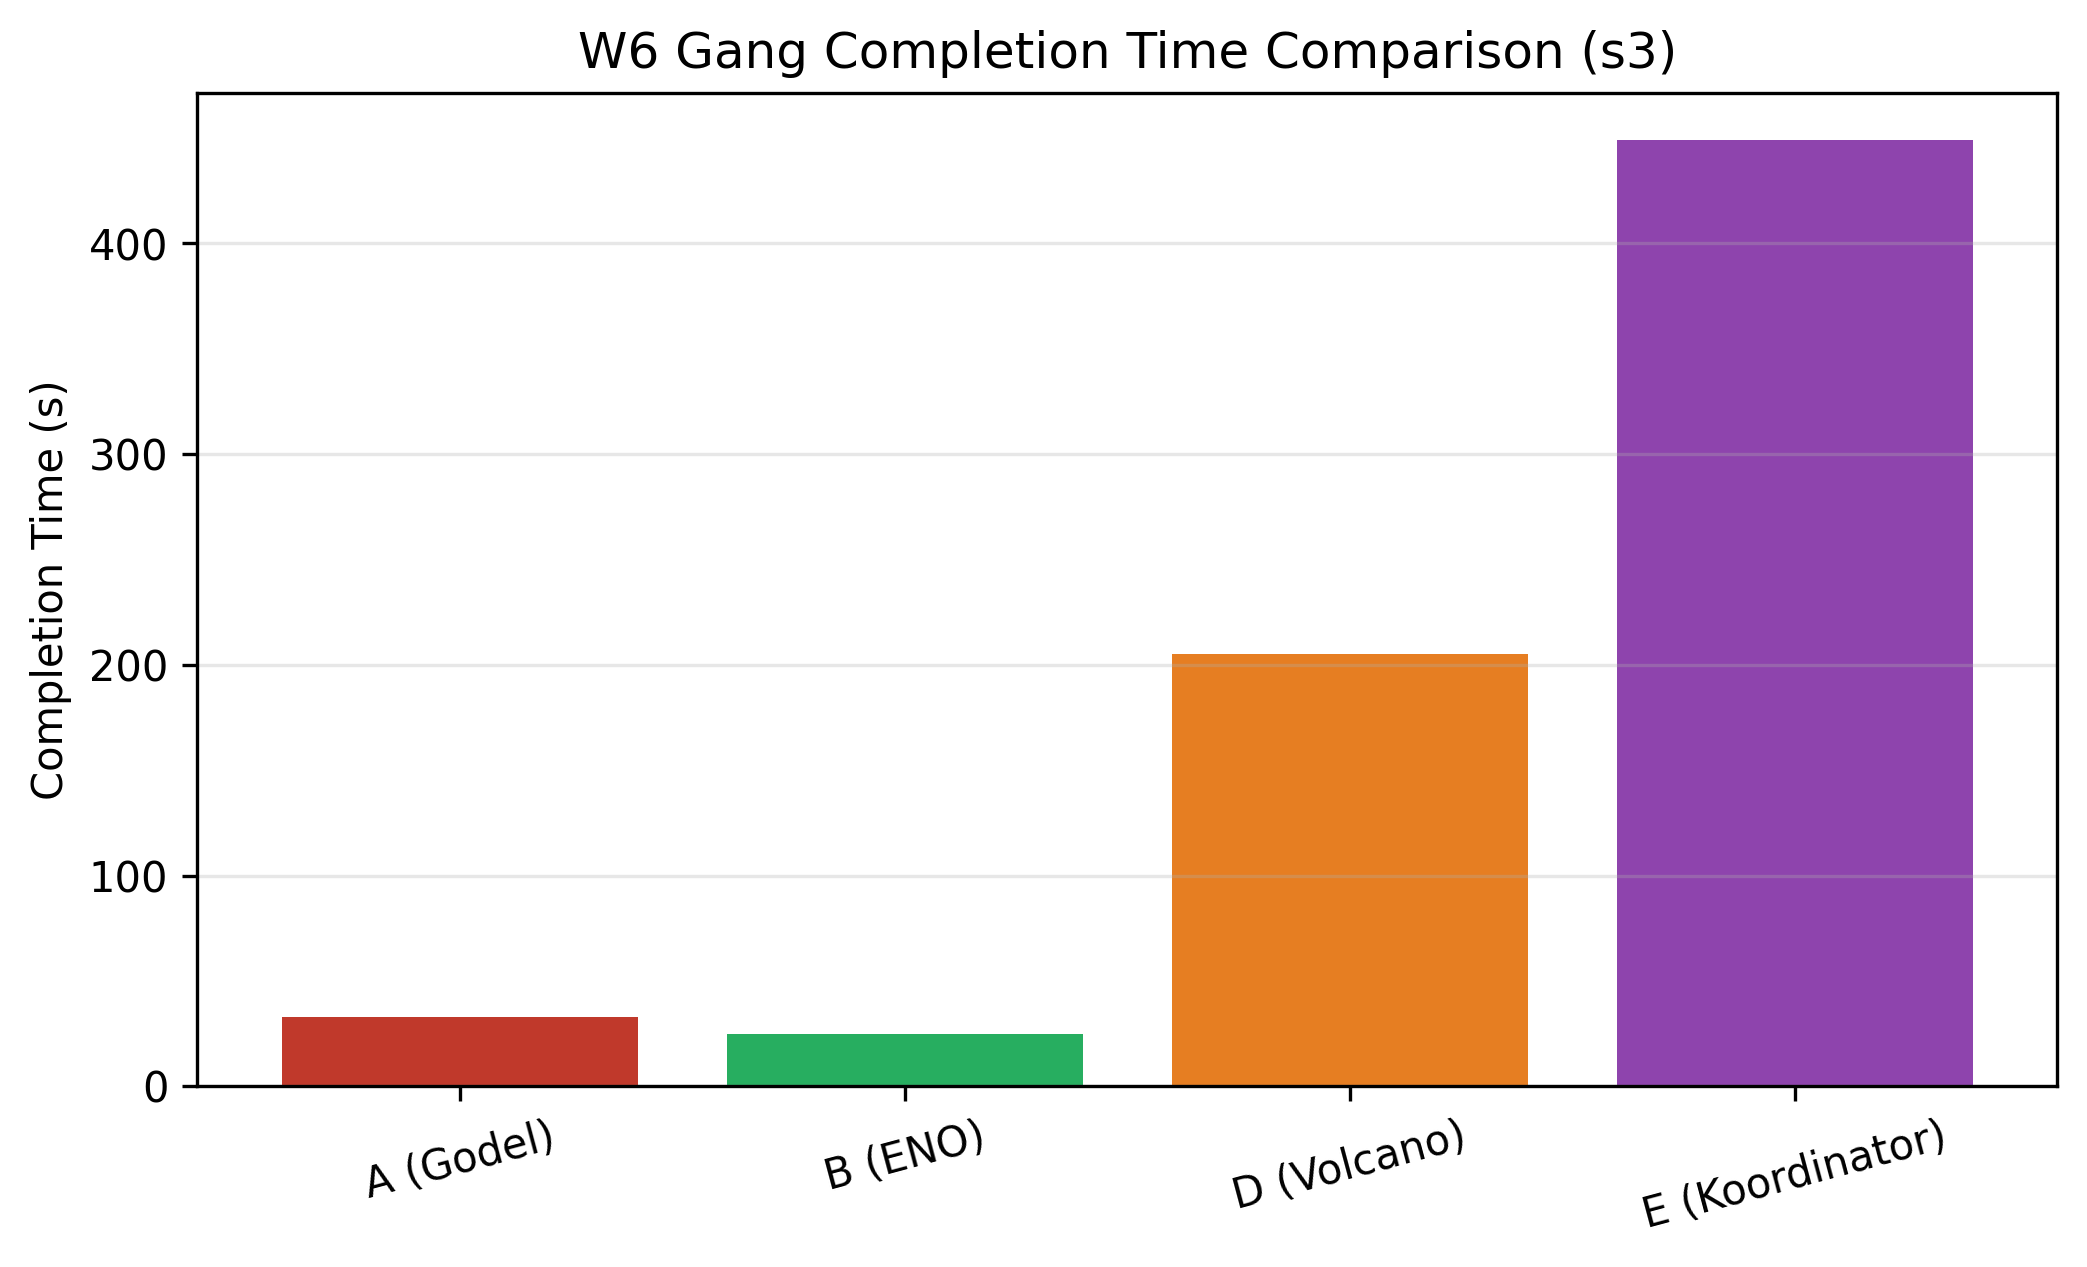 W6 Gang Completion Time Comparison (s3)
Completion Time (s)
400
300
200
100
0
A (Godel)
B (ENO)
D (Volcano)
E (Koordinator)